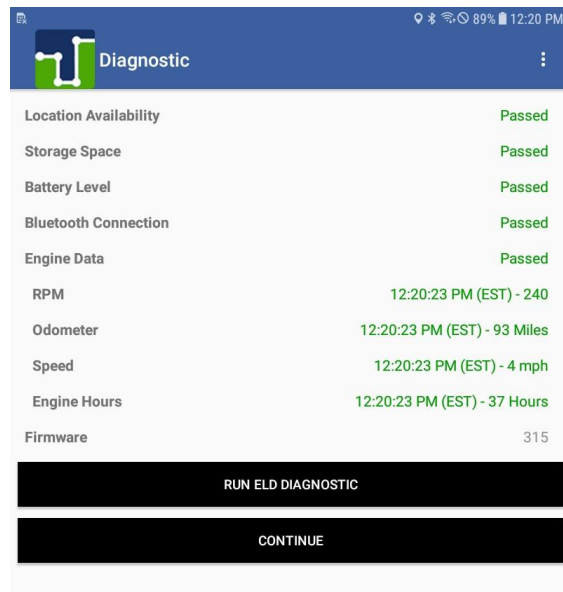 89% 12:20 PM
Diagnostic
Location Availability Passed
Storage Space Passed
Battery Level Passed
Bluetooth Connection Passed
Engine Data Passed
RPM 12:20:23 PM (EST) - 240
Odometer 12:20:23 PM (EST) - 93 Miles
Speed 12:20:23 PM (EST) - 4 mph
Engine Hours 12:20:23 PM (EST) - 37 Hours
Firmware 315
RUN ELD DIAGNOSTIC
CONTINUE